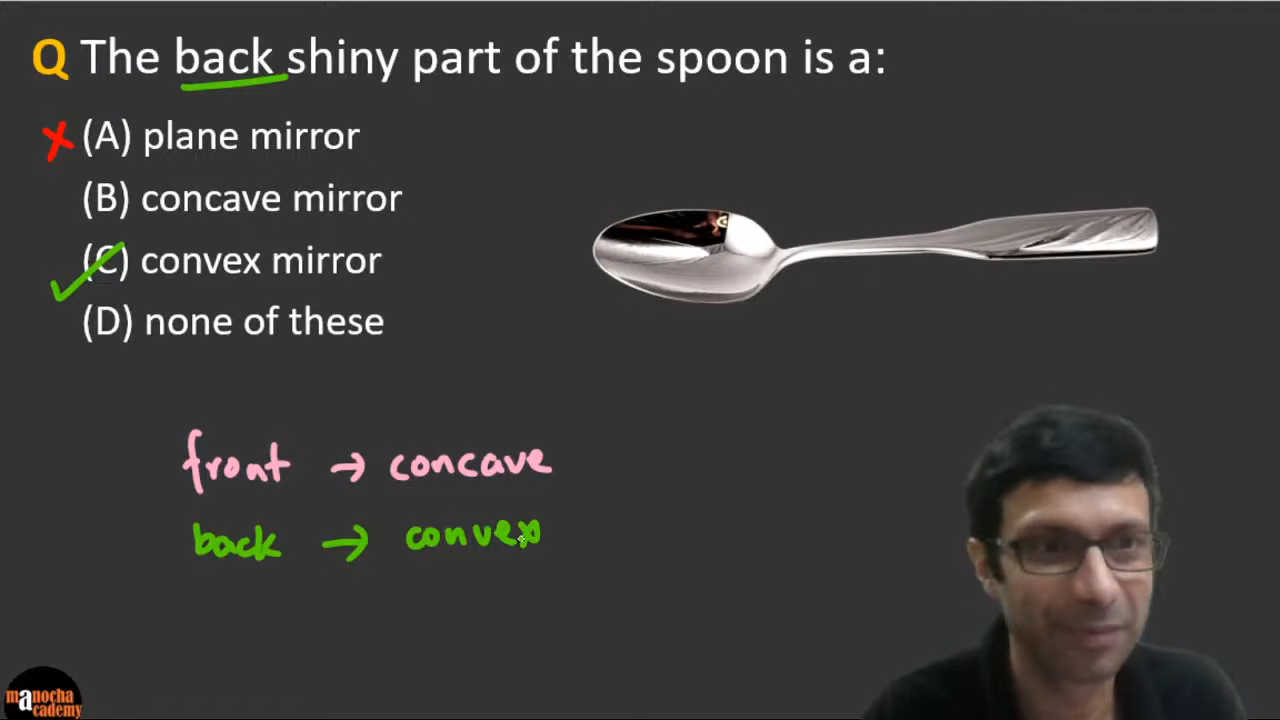 Q The back shiny part of the spoon is a:
(A) plane mirror
(B) concave mirror
(C) convex mirror
(D) none of these
front → concave
back → convex
manocha
academy